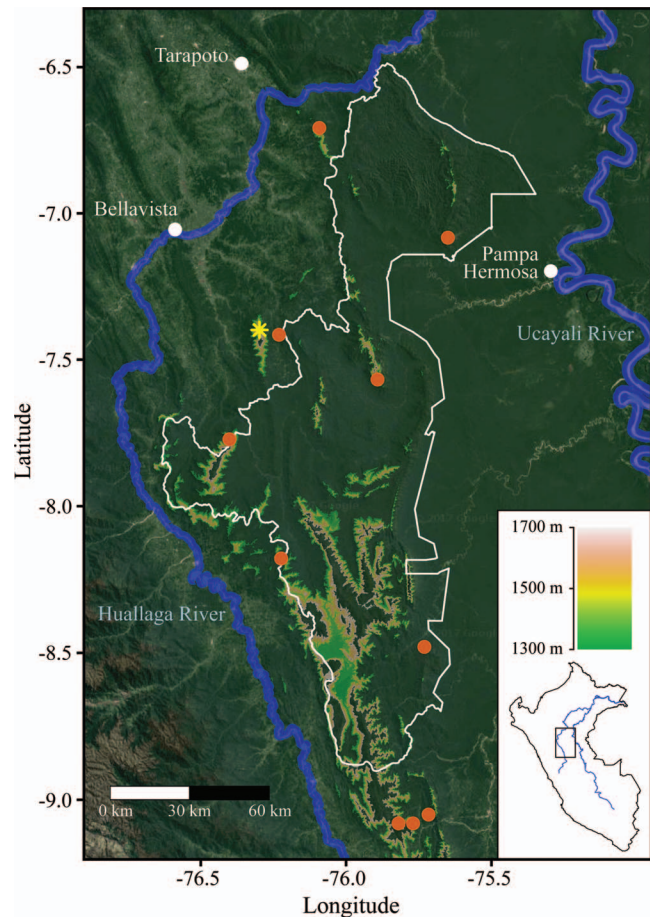 -6.5
-7.0
-7.5
-8.0
-8.5
-9.0
Latitude
Tarapoto
Bellavista
Pampa
Hermosa
Ucayali River
Huallaga River
1700 m
1500 m
1300 m
0 km
30 km
60 km
-76.5
-76.0
-75.5
Longitude